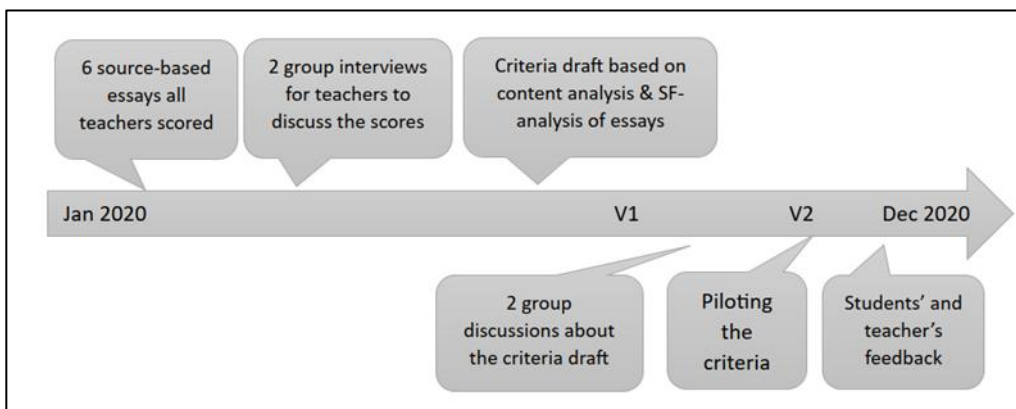 6 source-based
essays all
teachers scored
2 group interviews
for teachers to
discuss the scores
Criteria draft based on
content analysis & SF-
analysis of essays
Jan 2020
V1
V2
Dec 2020
2 group
discussions about
the criteria draft
Piloting
the
criteria
Students’ and
teacher’s
feedback